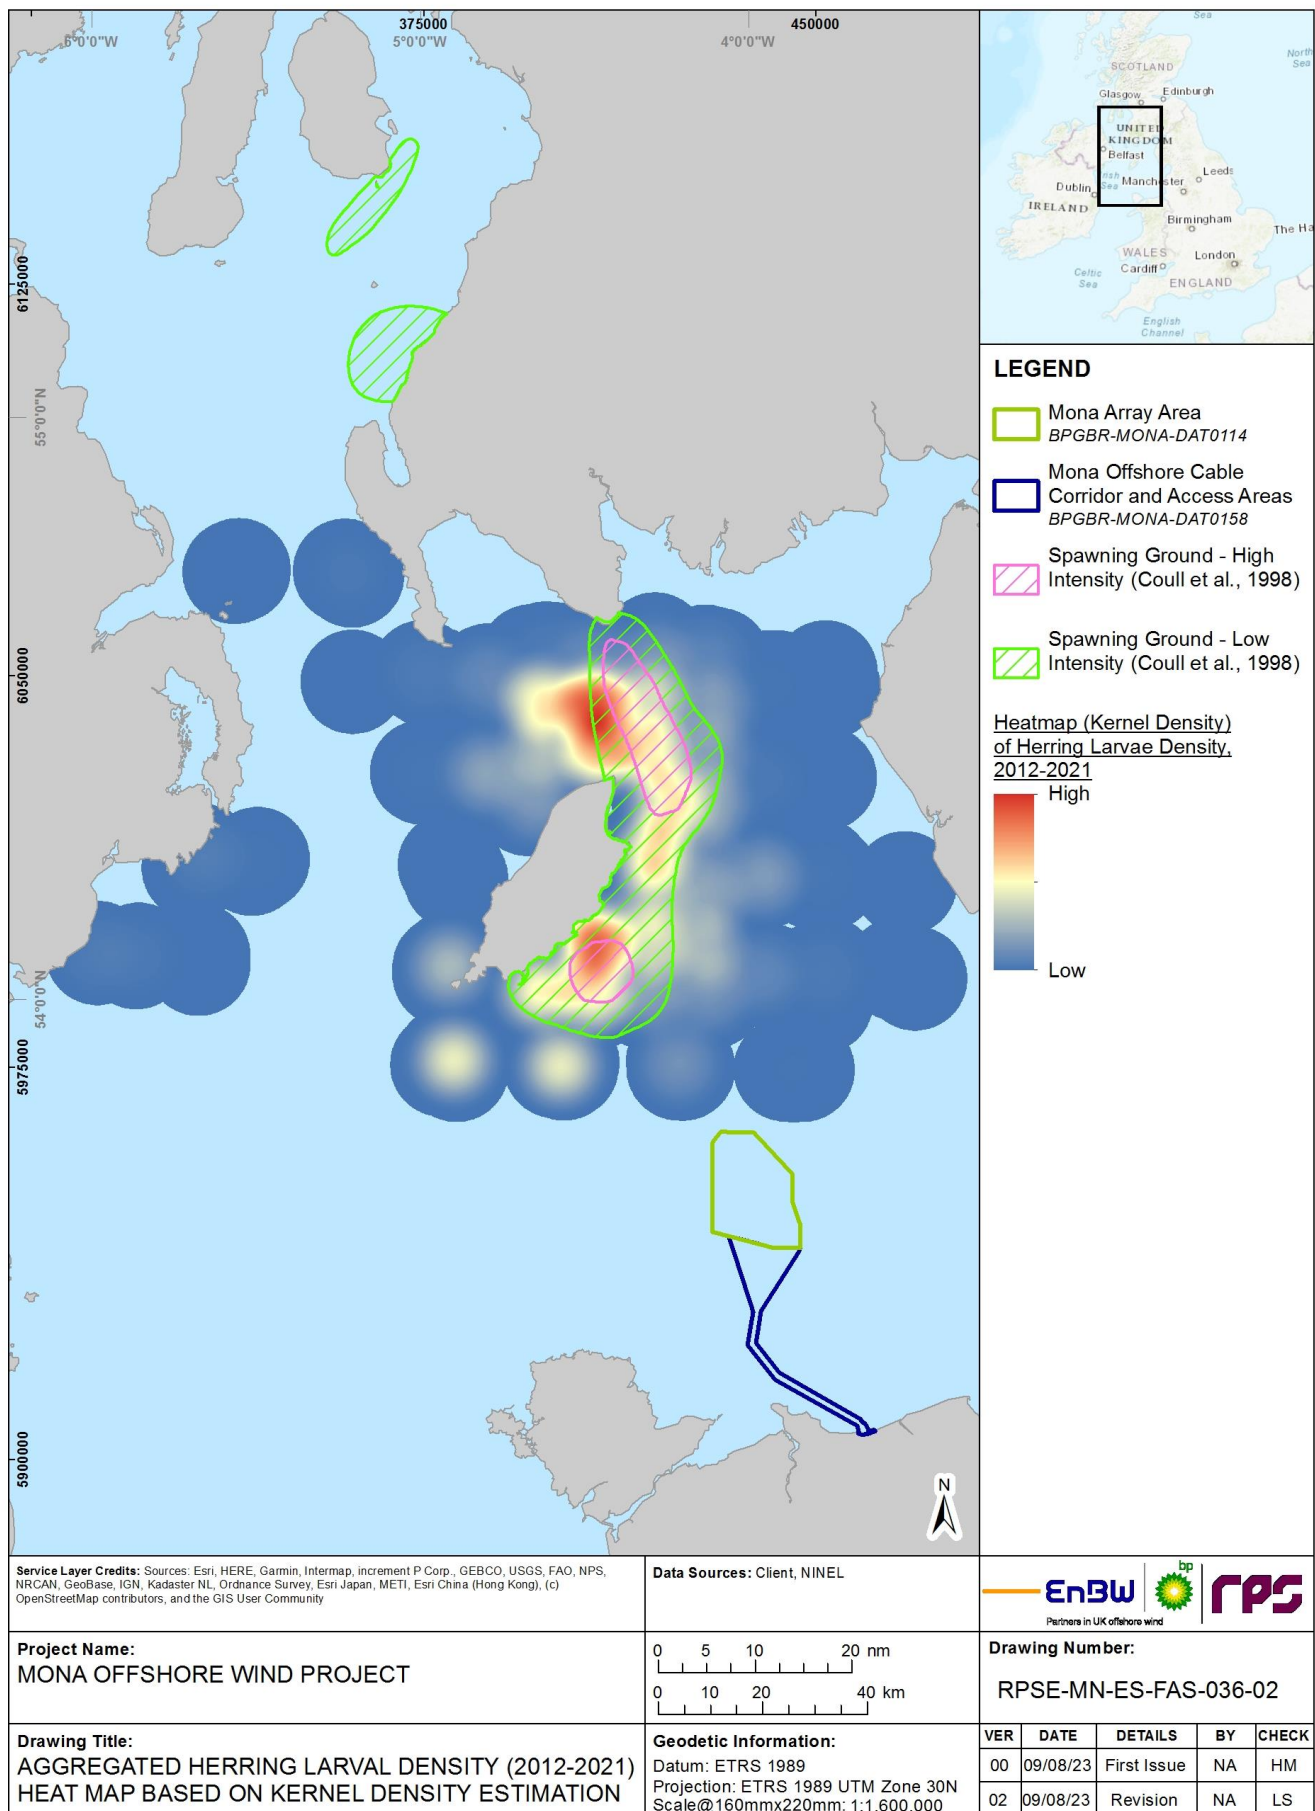 375000
450000
6°0'0"W
5°0'0"W
4°0'0"W
6125000
55°0'0"N
6050000
54°0'0"N
5975000
5900000
N
Sea
North
Sea
SCOTLAND
Glasgow
Edinburgh
UNITED
KINGDOM
Belfast
Irish
Sea
Manchester
Leeds
Dublin
IRELAND
Birmingham
The Ha
WALES
London
Cardiff
Celtic
Sea
ENGLAND
English
Channel
LEGEND
Mona Array Area
BPGBR-MONA-DAT0114
Mona Offshore Cable
Corridor and Access Areas
BPGBR-MONA-DAT0158
Spawning Ground - High
Intensity (Coull et al., 1998)
Spawning Ground - Low
Intensity (Coull et al., 1998)
Heatmap (Kernel Density)
of Herring Larvae Density,
2012-2021
High
Low
Service Layer Credits: Sources: Esri, HERE, Garmin, Intermap, increment P Corp., GEBCO, USGS, FAO, NPS,
NRCAN, GeoBase, IGN, Kadaster NL, Ordnance Survey, Esri Japan, METI, Esri China (Hong Kong), (c)
OpenStreetMap contributors, and the GIS User Community
Data Sources: Client, NINEL
EnBW
bp
rps
Partners in UK offshore wind
Project Name:
MONA OFFSHORE WIND PROJECT
0 5 10 20 nm
0 10 20 40 km
Drawing Number:
RPSE-MN-ES-FAS-036-02
Drawing Title:
AGGREGATED HERRING LARVAL DENSITY (2012-2021)
HEAT MAP BASED ON KERNEL DENSITY ESTIMATION
Geodetic Information:
Datum: ETRS 1989
Projection: ETRS 1989 UTM Zone 30N
Scale@160mmx220mm: 1:1,600,000
VER DATE DETAILS BY CHECK
00 09/08/23 First Issue NA HM
02 09/08/23 Revision NA LS